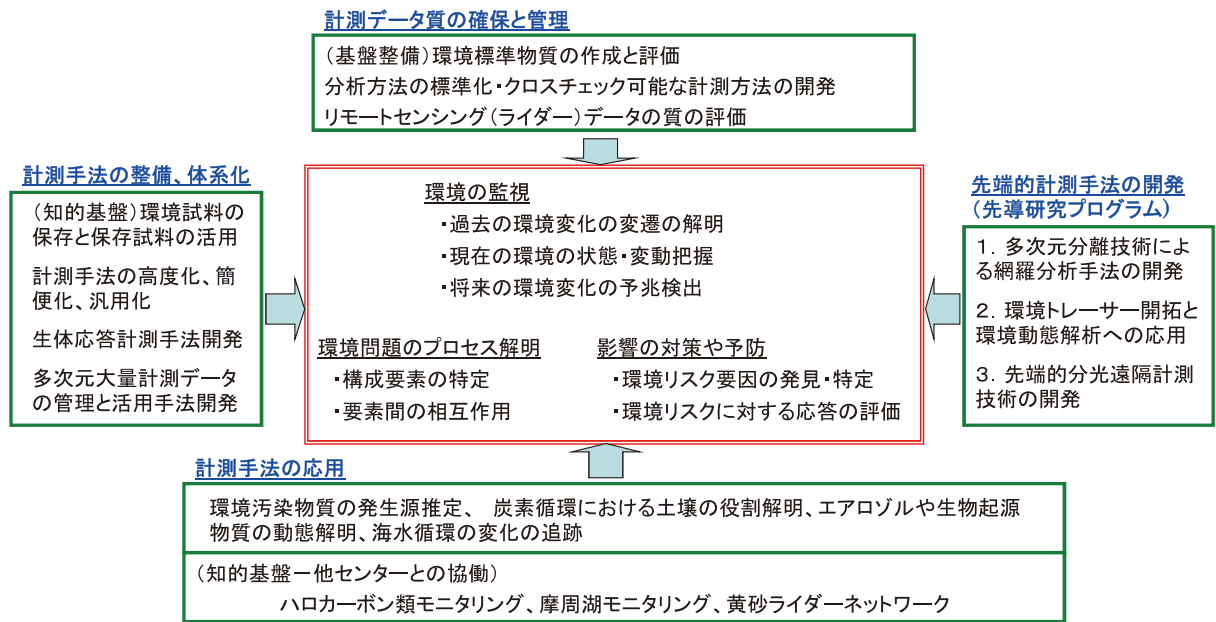 計測データ質の確保と管理
（基盤整備）環境標準物質の作成と評価
分析方法の標準化・クロスチェック可能な計測方法の開発
リモートセンシング（ライダー）データの質の評価
計測手法の整備、体系化
（知的基盤）環境試料の
保存と保存試料の活用
計測手法の高度化、簡
便化、汎用化
生体応答計測手法開発
多次元大量計測データ
の管理と活用手法開発
環境の監視
・過去の環境変化の変遷の解明
・現在の環境の状態・変動把握
・将来の環境変化の予兆検出
環境問題のプロセス解明
・構成要素の特定
・要素間の相互作用
影響の対策や予防
・環境リスク要因の発見・特定
・環境リスクに対する応答の評価
先端的計測手法の開発
（先導研究プログラム）
１．多次元分離技術によ
る網羅分析手法の開発
２．環境トレーサー開拓と
環境動態解析への応用
３．先端的分光遠隔計測
技術の開発
計測手法の応用
環境汚染物質の発生源推定、 炭素循環における土壌の役割解明、エアロゾルや生物起源
物質の動態解明、海水循環の変化の追跡
（知的基盤－他センターとの協働）
ハロカーボン類モニタリング、摩周湖モニタリング、黄砂ライダーネットワーク